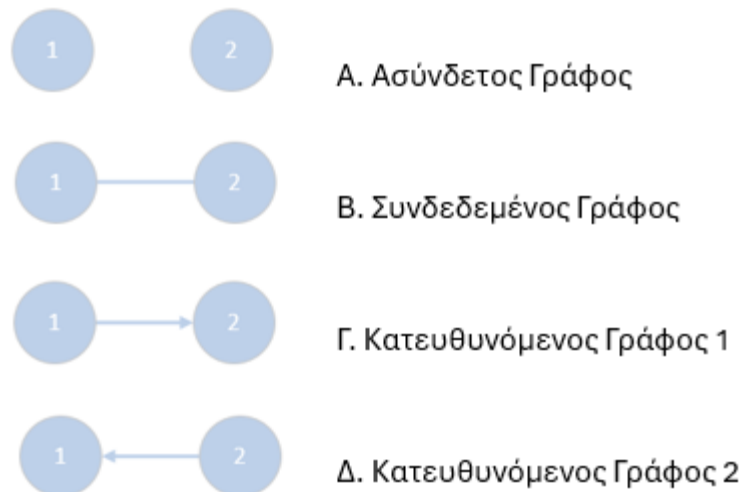 1 2 Α. Ασύνδετος Γράφος
1 2 Β. Συνδεδεμένος Γράφος
1 2 Γ. Κατευθυνόμενος Γράφος 1
1 2 Δ. Κατευθυνόμενος Γράφος 2